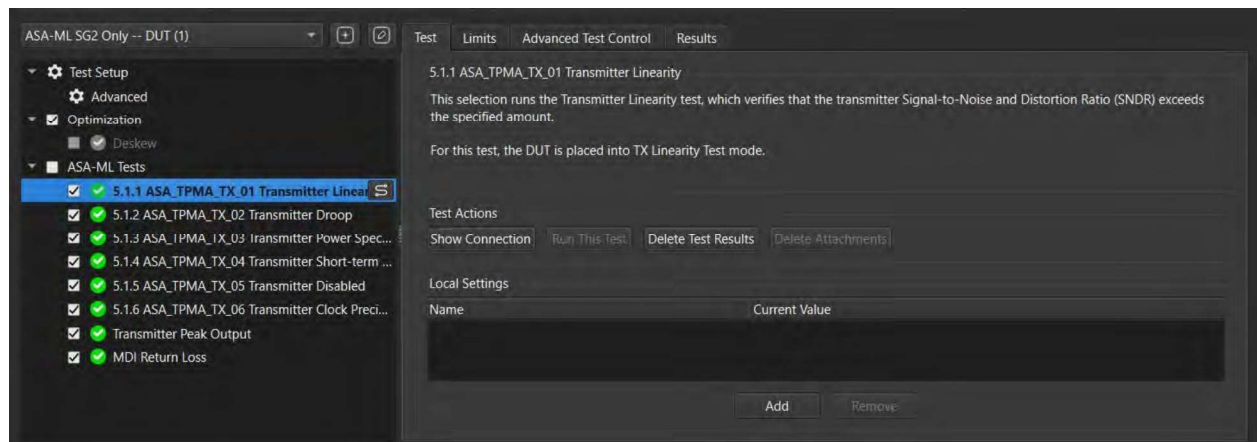 ASA-ML SG2 Only -- DUT (1)
Test Setup
Advanced
Optimization
Deskew
ASA-ML Tests
5.1.1 ASA_TPMA_TX_01 Transmitter Linear
5.1.2 ASA_TPMA_TX_02 Transmitter Droop
5.1.3 ASA_TPMA_TX_03 Transmitter Power Spec...
5.1.4 ASA_TPMA_TX_04 Transmitter Short-term ...
5.1.5 ASA_TPMA_TX_05 Transmitter Disabled
5.1.6 ASA_TPMA_TX_06 Transmitter Clock Preci...
Transmitter Peak Output
MDI Return Loss
Test Limits Advanced Test Control Results
5.1.1 ASA_TPMA_TX_01 Transmitter Linearity
This selection runs the Transmitter Linearity test, which verifies that the transmitter Signal-to-Noise and Distortion Ratio (SNDR) exceeds
the specified amount.
For this test, the DUT is placed into TX Linearity Test mode.
Test Actions
Show Connection Run This Test Delete Test Results Delete Attachments
Local Settings
Name Current Value
Add Remove